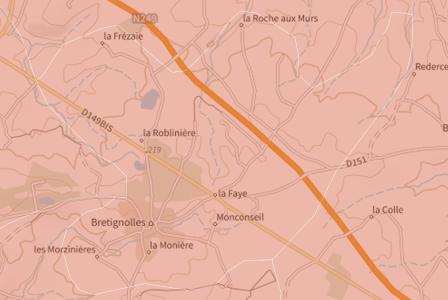 N249
la Roche aux Murs
la Frézaie
D149BIS
la Roblinière
219
D151
la Faye
Monconseil
la Colle
Bretignolles
les Morzinières
la Monière